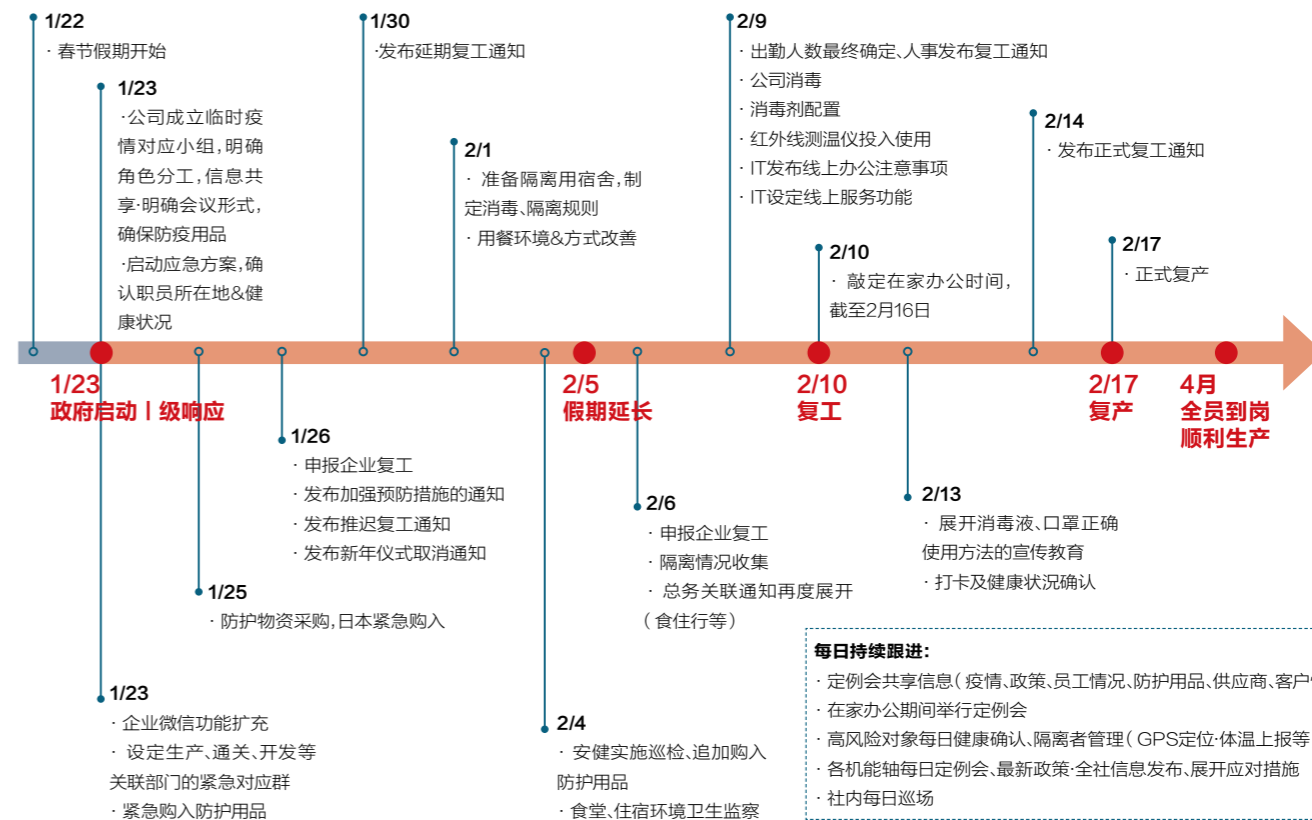 1/22
· 春节假期开始
1/23
·公司成立临时疫
情对应小组,明确
角色分工,信息共
享·明确会议形式,
确保防疫用品
·启动应急方案,确
认职员所在地&健
康状况
1/30
·发布延期复工通知
2/1
· 准备隔离用宿舍,制
定消毒、隔离规则
· 用餐环境&方式改善
2/9
· 出勤人数最终确定、人事发布复工通知
· 公司消毒
· 消毒剂配置
· 红外线测温仪投入使用
· IT发布线上办公注意事项
· IT设定线上服务功能
2/10
· 敲定在家办公时间,
截至2月16日
2/14
· 发布正式复工通知
2/17
· 正式复产
1/23
政府启动Ⅰ级响应
2/5
假期延长
2/10
复工
2/17
复产
4月
全员到岗
顺利生产
1/26
· 申报企业复工
· 发布加强预防措施的通知
· 发布推迟复工通知
· 发布新年仪式取消通知
1/25
· 防护物资采购,日本紧急购入
1/23
· 企业微信功能扩充
· 设定生产、通关、开发等
关联部门的紧急对应群
· 紧急购入防护用品
2/4
· 安健实施巡检、追加购入
防护用品
· 食堂、住宿环境卫生监察
2/6
· 申报企业复工
· 隔离情况收集
· 总务关联通知再度展开
(食住行等)
2/13
· 展开消毒液、口罩正确
使用方法的宣传教育
· 打卡及健康状况确认
每日持续跟进:
· 定例会共享信息(疫情、政策、员工情况、防护用品、供应商、客户
· 在家办公期间举行定例会
· 高风险对象每日健康确认、隔离者管理(GPS定位·体温上报等
· 各机能轴每日定例会、最新政策·全社信息发布、展开应对措施
· 社内每日巡场